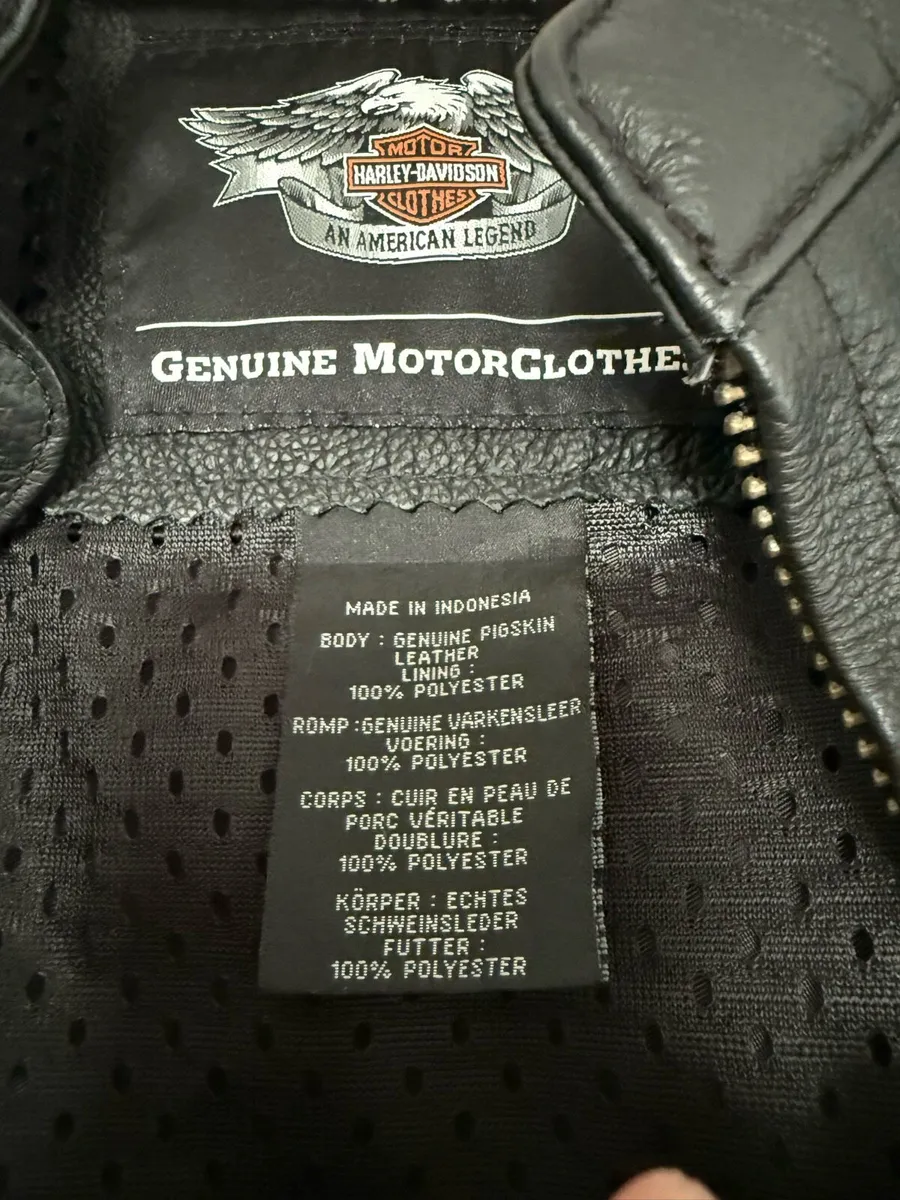 MOTOR
HARLEY-DAVIDSON
CLOTHES
AN AMERICAN LEGEND
GENUINE MOTORCLOTHES
MADE IN INDONESIA
BODY : GENUINE PIGSKIN
LEATHER
LINING :
100% POLYESTER
ROMP :GENUINE VARKENSLEER
VOERING :
100% POLYESTER
CORPS : CUIR EN PEAU DE
PORC VÉRITABLE
DOUBLURE :
100% POLYESTER
KÖRPER : ECHTES
SCHWEINSLEDER
FUTTER :
100% POLYESTER